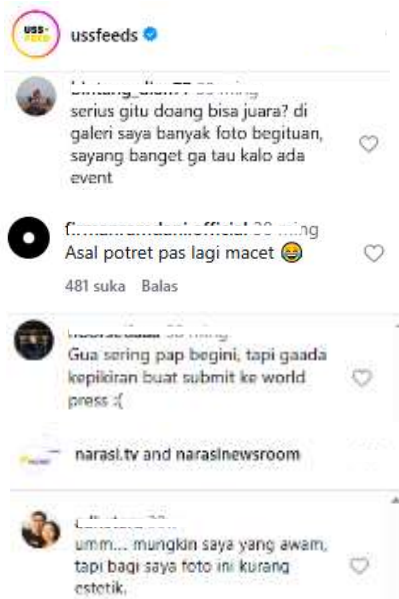 USS FEED
ussfeeds
serius gitu doang bisa juara? di
galeri saya banyak foto begituan,
sayang banget ga tau kalo ada
event
Asal potret pas lagi macet 😂
481 suka Balas
Gua sering pap begini, tapi gaada
kepikiran buat submit ke world
press :(
narasi.tv and narasinewsroom
umm... mungkin saya yang awam,
tapi bagi saya foto ini kurang
estetik.